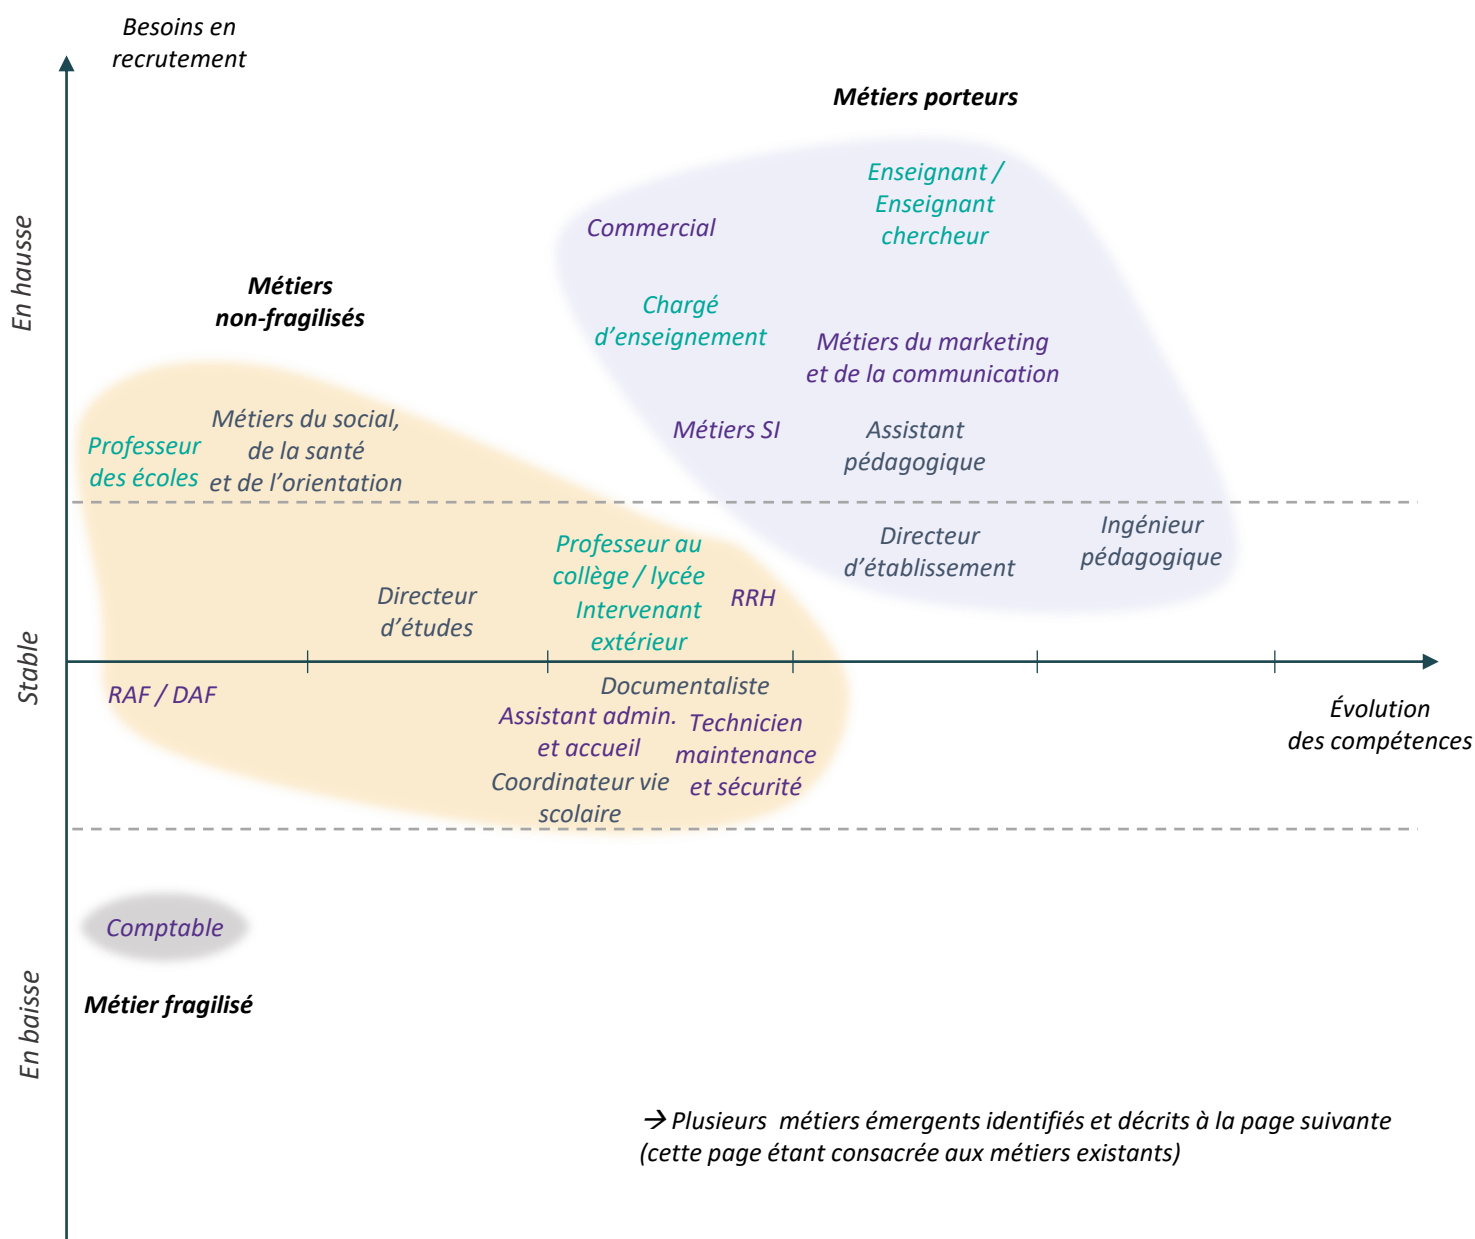 Besoins en
recrutement
Métiers porteurs
En hausse
Enseignant /
Enseignant
chercheur
Commercial
Métiers
non-fragilisés
Chargé
d’enseignement
Métiers du marketing
et de la communication
Métiers du social,
de la santé
et de l’orientation
Professeur
des écoles
Métiers SI
Assistant
pédagogique
Stable
Professeur au
collège / lycée
Directeur
d’établissement
Ingénieur
pédagogique
Directeur
d’études
Intervenant
extérieur
RRH
RAF / DAF
Documentaliste
Assistant admin.
et accueil
Technicien
maintenance
et sécurité
Coordinateur vie
scolaire
Évolution
des compétences
En baisse
Comptable
Métier fragilisé
→ Plusieurs  métiers émergents identifiés et décrits à la page suivante
(cette page étant consacrée aux métiers existants)